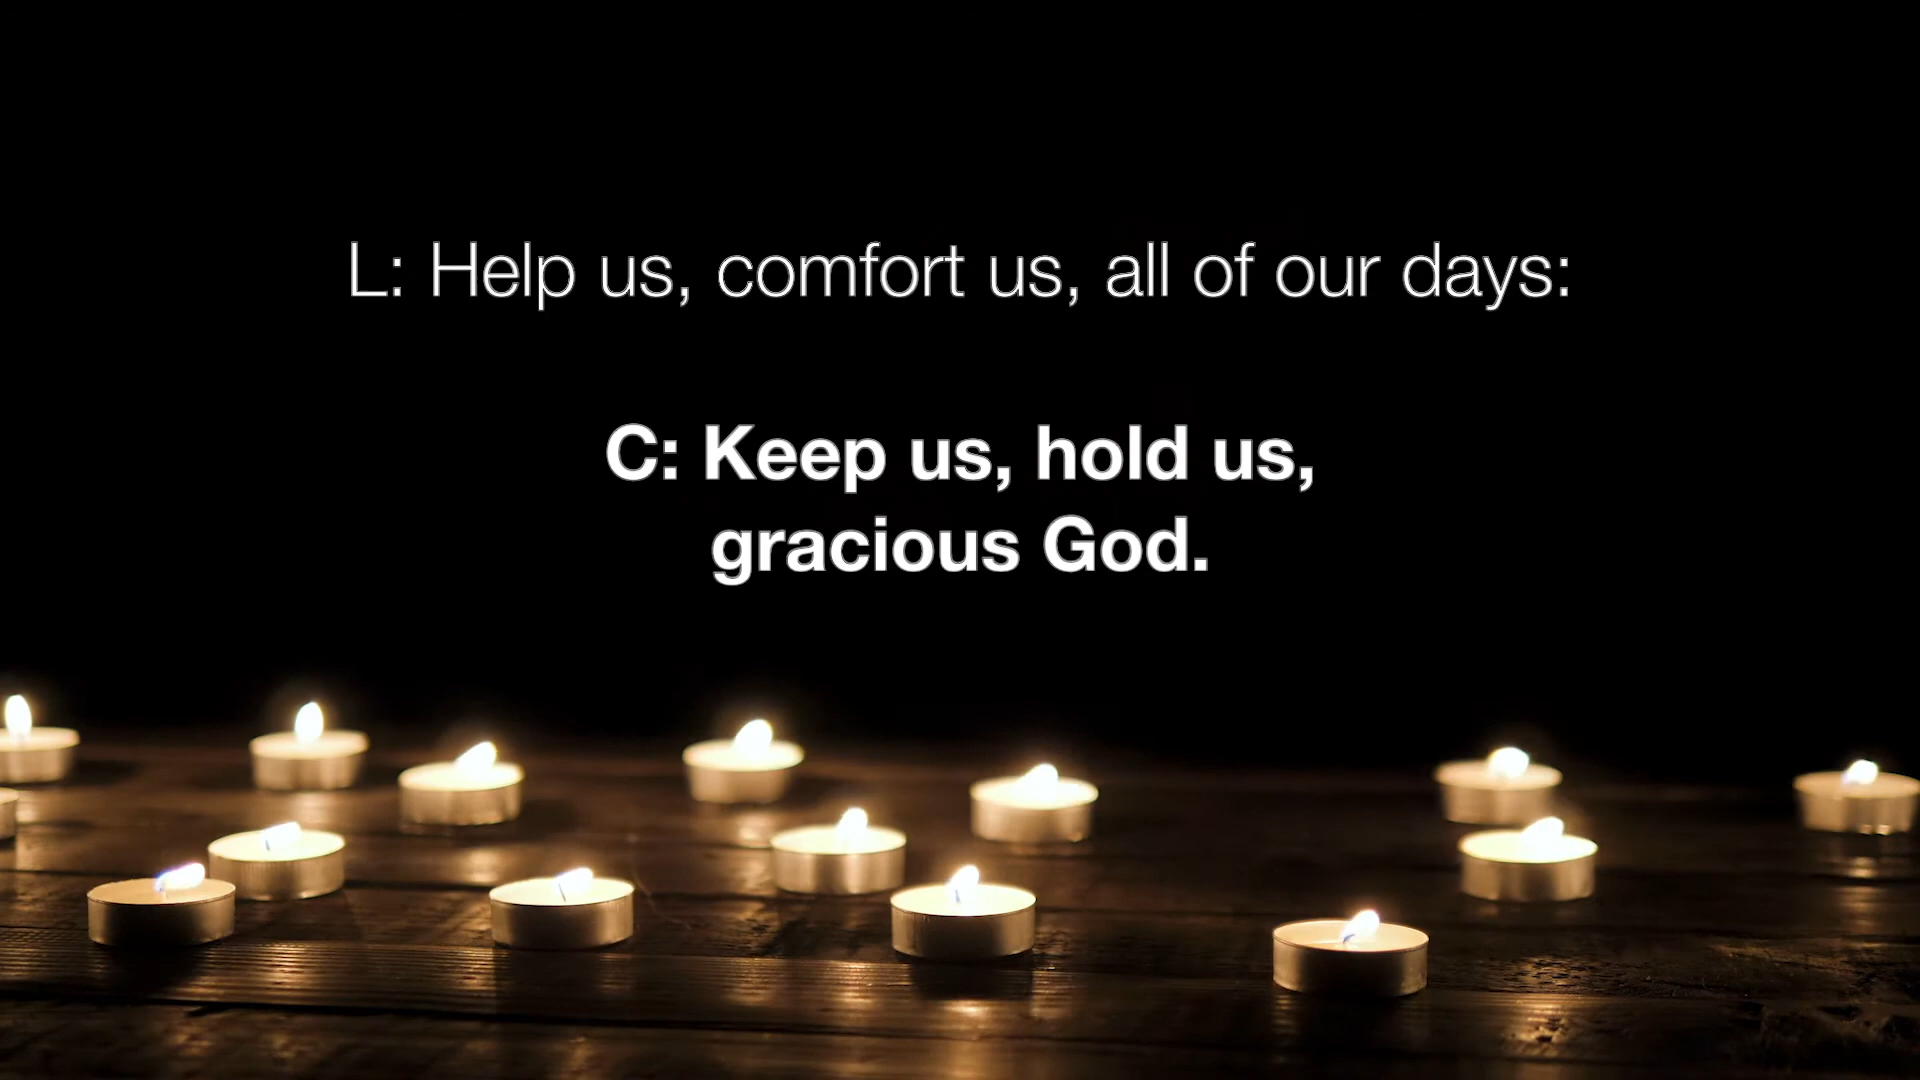 L: Help us, comfort us, all of our days:
C: Keep us, hold us,
gracious God.